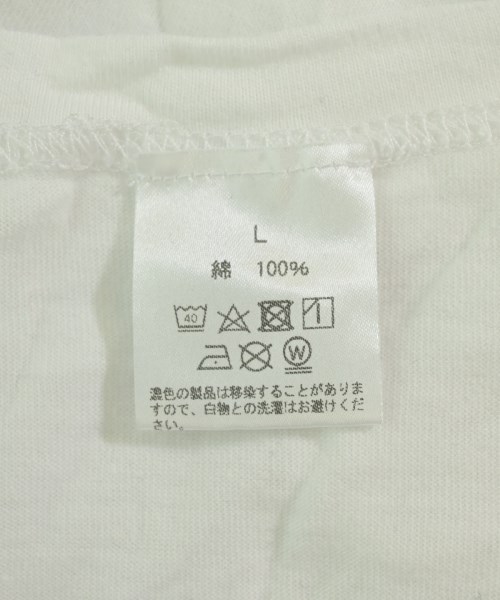 L
綿 100%
40
W
濃色の製品は移染することがありま
すので、白物との洗濯はお避けくだ
さい。